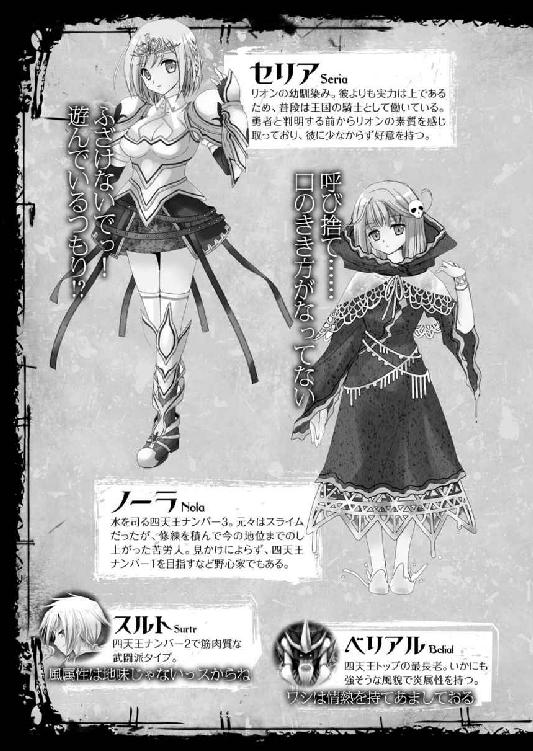 セリア Seria
リオンの幼馴染み。彼よりも実力は上である
ため、普段は王国の騎士として働いている。
勇者と判明する前からリオンの素質を感じ
取っており、彼に少なからず好意を持つ。
ふざけないでっ!
遊んでいるつもり!?
呼び捨て……
口のきき方がなってない
ノーラ Nola
水を司る四天王ナンバー3。元々はスライム
だったが、修練を積んで今の地位までのし
上がった苦労人。見かけによらず、四天王
ナンバー1を目指すなど野心家でもある。
スルト Surtr
四天王ナンバー2で筋肉質な
武闘派タイプ。
風属性は地味じゃないっスからね
ベリアル Belial
四天王トップの最長老。いかにも
強そうな風貌で炎属性を持つ。
ワシは情熱を持てあましておる